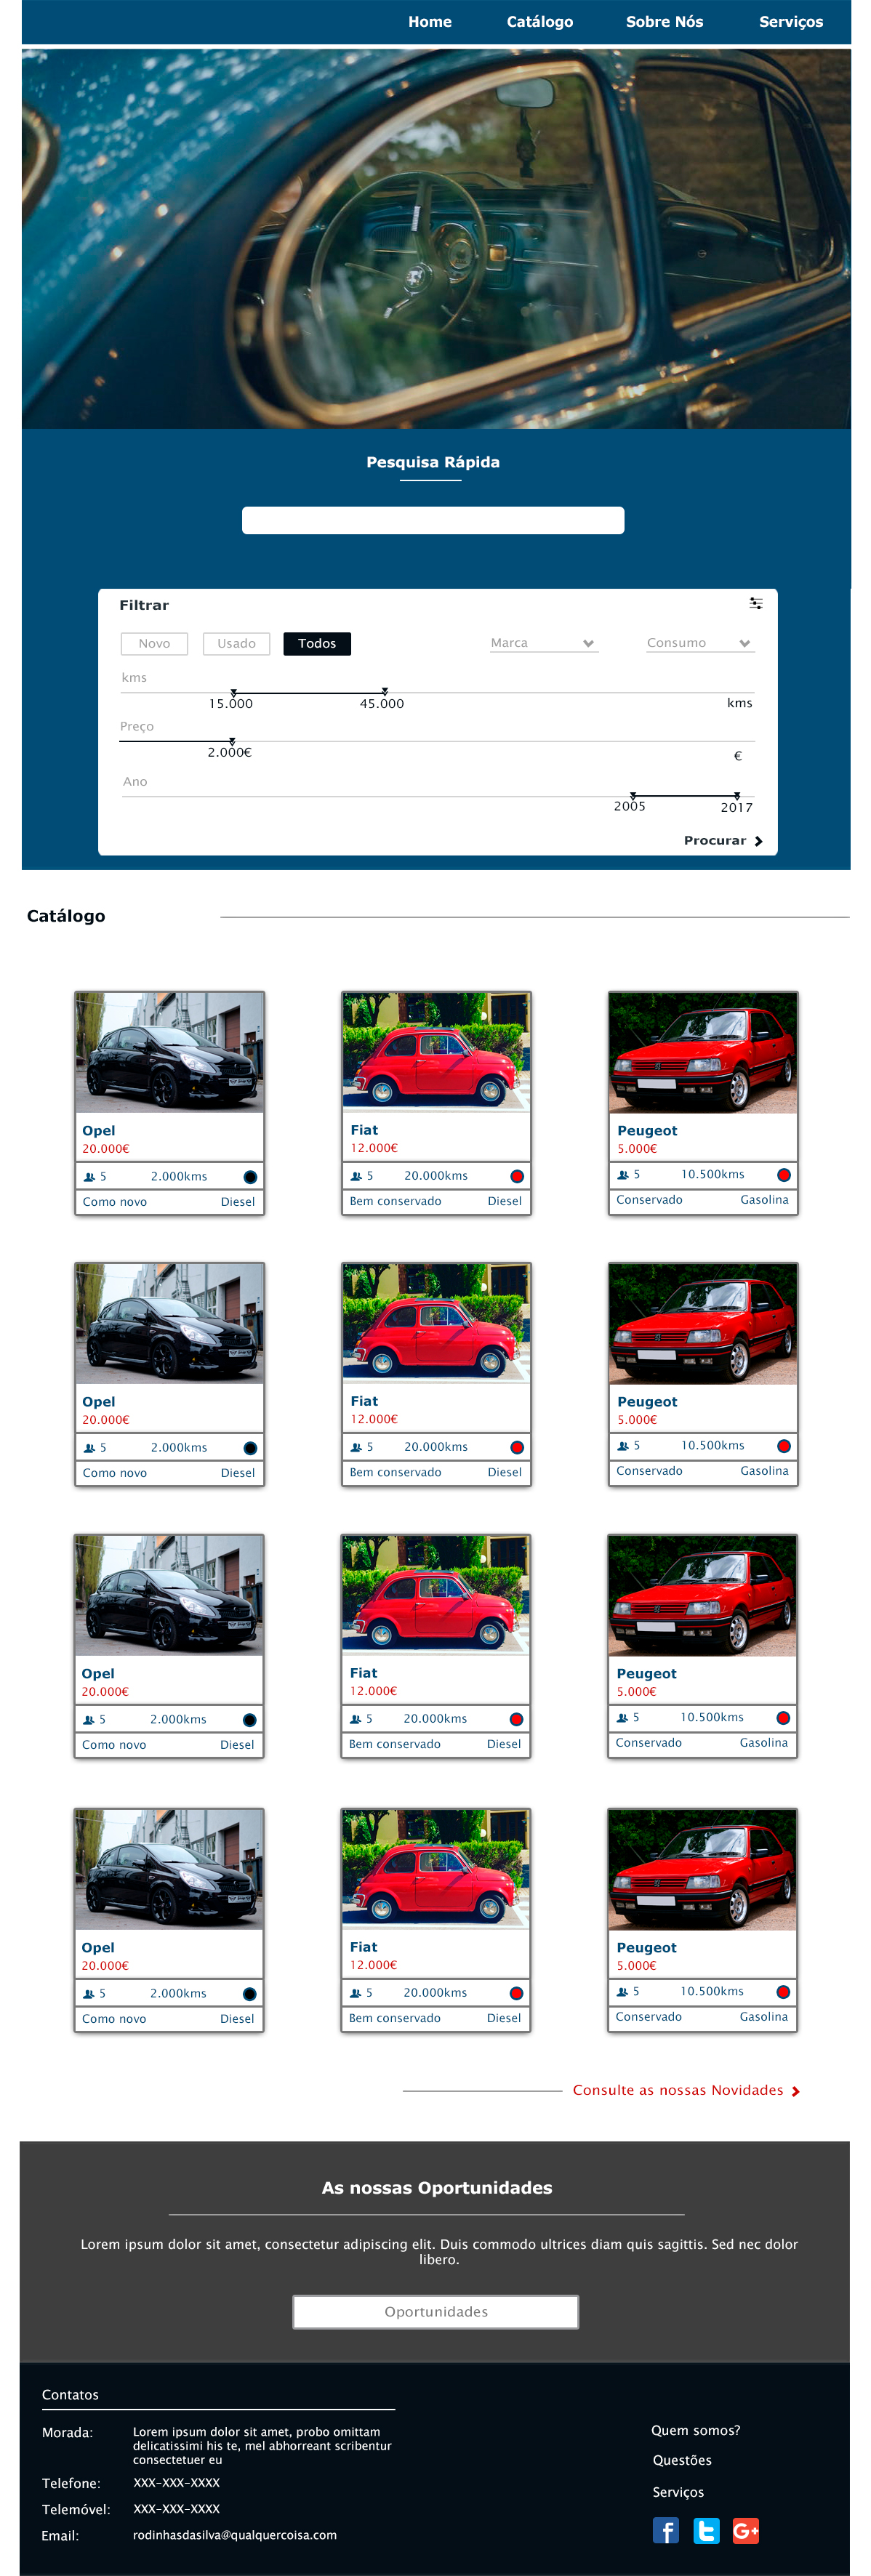 Home Catálogo Sobre Nós Serviços
Pesquisa Rápida
Filtrar
Novo Usado Todos Marca Consumo
kms
15.000 45.000 kms
Preço
2.000€ €
Ano
2005 2017
Procurar
Catálogo
Opel Fiat Peugeot
20.000€ 12.000€ 5.000€
5 2.000kms 5 20.000kms 5 10.500kms
Como novo Diesel Bem conservado Diesel Conservado Gasolina
Opel Fiat Peugeot
20.000€ 12.000€ 5.000€
5 2.000kms 5 20.000kms 5 10.500kms
Como novo Diesel Bem conservado Diesel Conservado Gasolina
Opel Fiat Peugeot
20.000€ 12.000€ 5.000€
5 2.000kms 5 20.000kms 5 10.500kms
Como novo Diesel Bem conservado Diesel Conservado Gasolina
Opel Fiat Peugeot
20.000€ 12.000€ 5.000€
5 2.000kms 5 20.000kms 5 10.500kms
Como novo Diesel Bem conservado Diesel Conservado Gasolina
Consulte as nossas Novidades
As nossas Oportunidades
Lorem ipsum dolor sit amet, consectetur adipiscing elit. Duis commodo ultrices diam quis sagittis. Sed nec dolor
libero.
Oportunidades
Contatos
Morada: Lorem ipsum dolor sit amet, probo omittam
delicatissimi his te, mel abhorreant scribentur
consectetuer eu
Telefone: XXX-XXX-XXXX
Telemóvel: XXX-XXX-XXXX
Email: rodinhasdasilva@qualquercoisa.com
Quem somos?
Questões
Serviços
f t G+